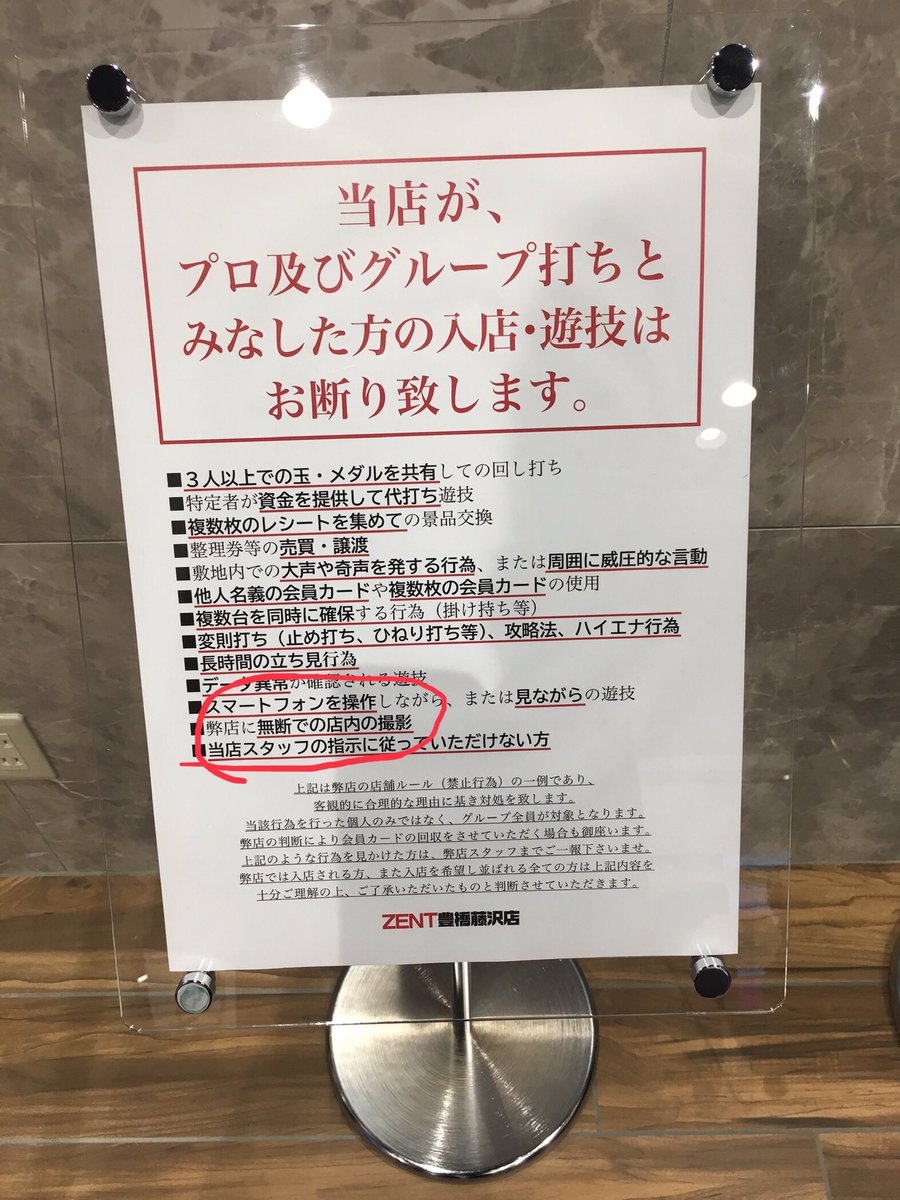 当店が、
プロ及びグループ打ちと
みなした方の入店・遊技は
お断り致します。
■３人以上での玉・メダルを共有しての回し打ち
■特定者が資金を提供して代打ち遊技
■複数枚のレシートを集めての景品交換
■整理券等の売買・譲渡
■敷地内での大声や奇声を発する行為、または周囲に威圧的な言動
■他人名義の会員カードや複数枚の会員カードの使用
■複数台を同時に確保する行為（掛け持ち等）
■変則打ち（止め打ち、ひねり打ち等）、攻略法、ハイエナ行為
■長時間の立ち見行為
■データ異常が確認される遊技
■スマートフォンを操作しながら、または見ながらの遊技
■弊店に無断での店内の撮影
■当店スタッフの指示に従っていただけない方
上記は弊店の店舗ルール（禁止行為）の一例であり、
客観的に合理的な理由に基き対処を致します。
当該行為を行った個人のみではなく、グループ全員が対象となります。
弊店の判断により会員カードの回収をさせていただく場合も御座います。
上記のような行為を見かけた方は、弊店スタッフまでご一報下さいませ。
弊店では入店される方、また入店を希望し並ばれる全ての方は上記内容を
十分ご理解の上、ご了承いただいたものと判断させていただきます。
ZENT豊橋藤沢店